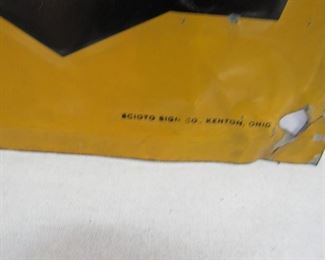 SCIOTO SIGN CO., KENTON, OHIO